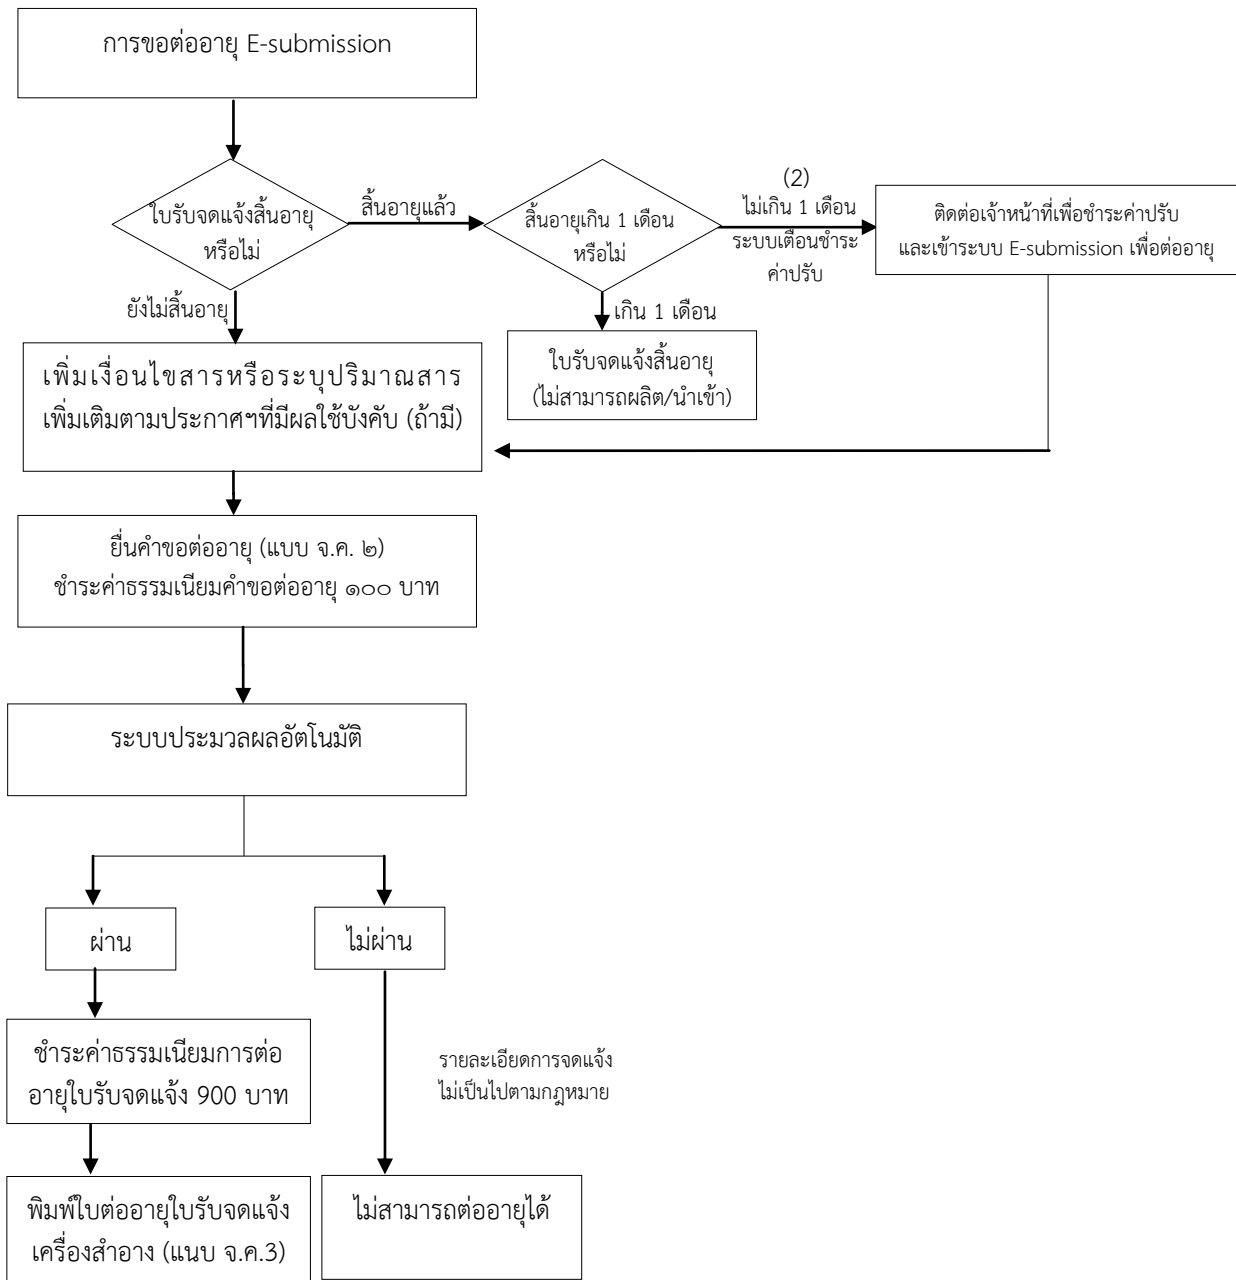 การขอต่ออายุ E-submission
ใบรับจดแจ้งสิ้นอายุ
หรือไม่
สิ้นอายุแล้ว
สิ้นอายุเกิน 1 เดือน
หรือไม่
(2)
ไม่เกิน 1 เดือน
ระบบเตือนชำระ
ค่าปรับ
ติดต่อเจ้าหน้าที่เพื่อชำระค่าปรับ
และเข้าระบบ E-submission เพื่อต่ออายุ
ยังไม่สิ้นอายุ
เกิน 1 เดือน
ใบรับจดแจ้งสิ้นอายุ
(ไม่สามารถผลิต/นำเข้า)
เพิ่มเงื่อนไขสารหรือระบุปริมาณสาร
เพิ่มเติมตามประกาศฯที่มีผลใช้บังคับ (ถ้ามี)
ยื่นคำขอต่ออายุ (แบบ จ.ค. ๒)
ชำระค่าธรรมเนียมคำขอต่ออายุ ๑๐๐ บาท
ระบบประมวลผลอัตโนมัติ
ผ่าน
ไม่ผ่าน
ชำระค่าธรรมเนียมการต่อ
อายุใบรับจดแจ้ง 900 บาท
รายละเอียดการจดแจ้ง
ไม่เป็นไปตามกฎหมาย
พิมพ์ใบต่ออายุใบรับจดแจ้ง
เครื่องสำอาง (แนบ จ.ค.3)
ไม่สามารถต่ออายุได้